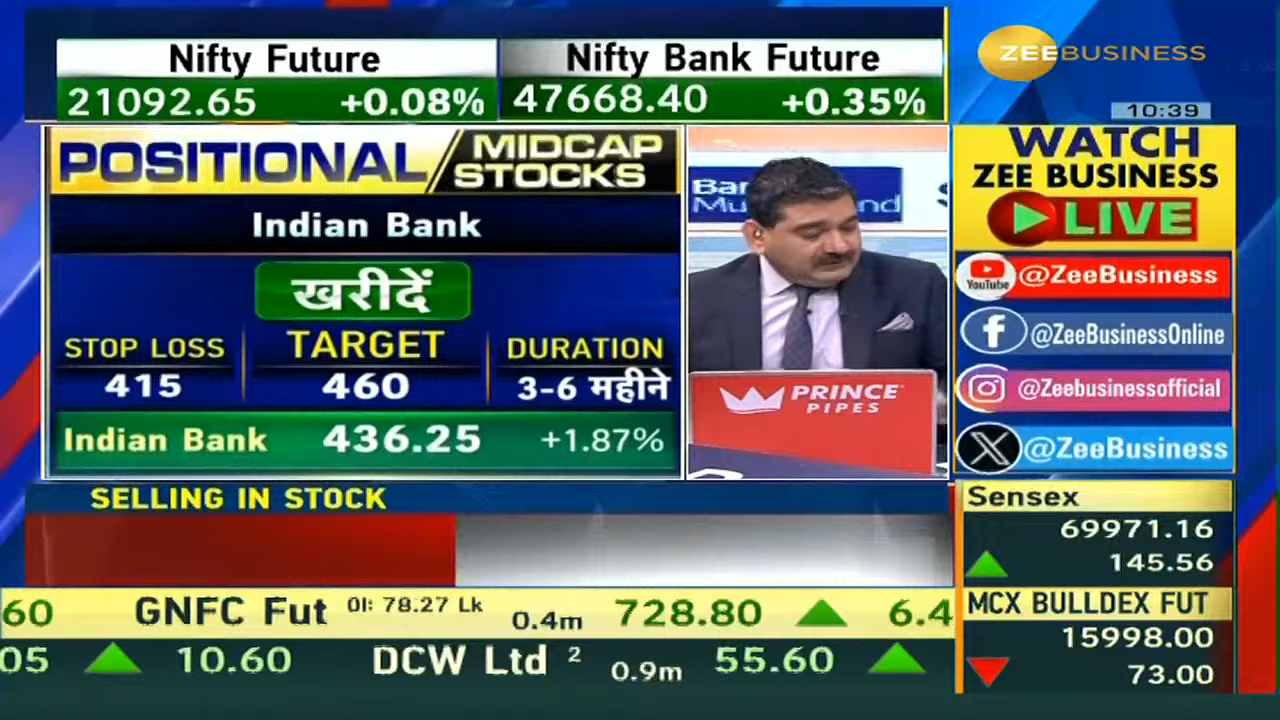 Nifty Future
21092.65 +0.08%
Nifty Bank Future
47668.40 +0.35%
ZEEBUSINESS
10:39
POSITIONAL
MIDCAP
STOCKS
Indian Bank
खरीदें
STOP LOSS
415
TARGET
460
DURATION
3-6 महीने
Indian Bank 436.25 +1.87%
PRINCE
PIPES
WATCH
ZEE BUSINESS
LIVE
YouTube
@ZeeBusiness
@ZeeBusinessOnline
@Zeebusinessofficial
@ZeeBusiness
SELLING IN STOCK
Sensex
69971.16
145.56
MCX BULLDEX FUT
15998.00
73.00
60 GNFC Fut OI: 78.27 Lk 0.4m 728.80 6.4
05 10.60 DCW Ltd 2 0.9m 55.60